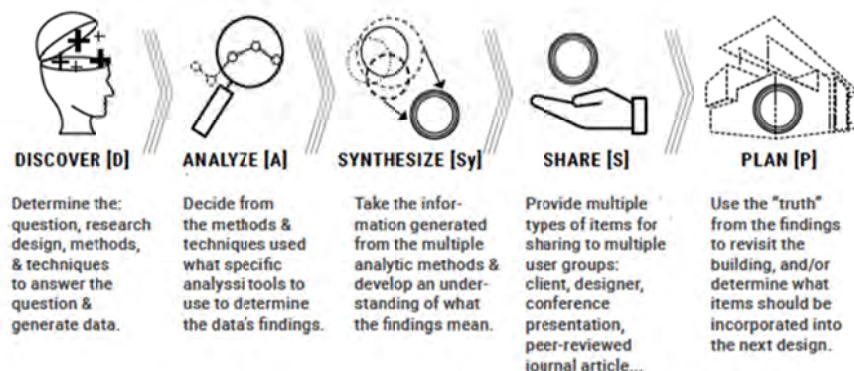 DISCOVER [D]
Determine the:
question, research
design, methods,
& techniques
to answer the
question &
generate data.
ANALYZE [A]
Decide from
the methods &
techniques used
what specific
analyssi tools to
use to determine
the data's findings.
SYNTHESIZE [Sy]
Take the infor-
mation generated
from the multiple
analytic methods &
develop an under-
standing of what
the findings mean.
SHARE [S]
Provide multiple
types of items for
sharing to multiple
user groups:
client, designer,
conference
presentation,
peer-reviewed
journal article...
PLAN [P]
Use the "truth"
from the findings
to revisit the
building, and/or
determine what
items should be
incorporated into
the next design.